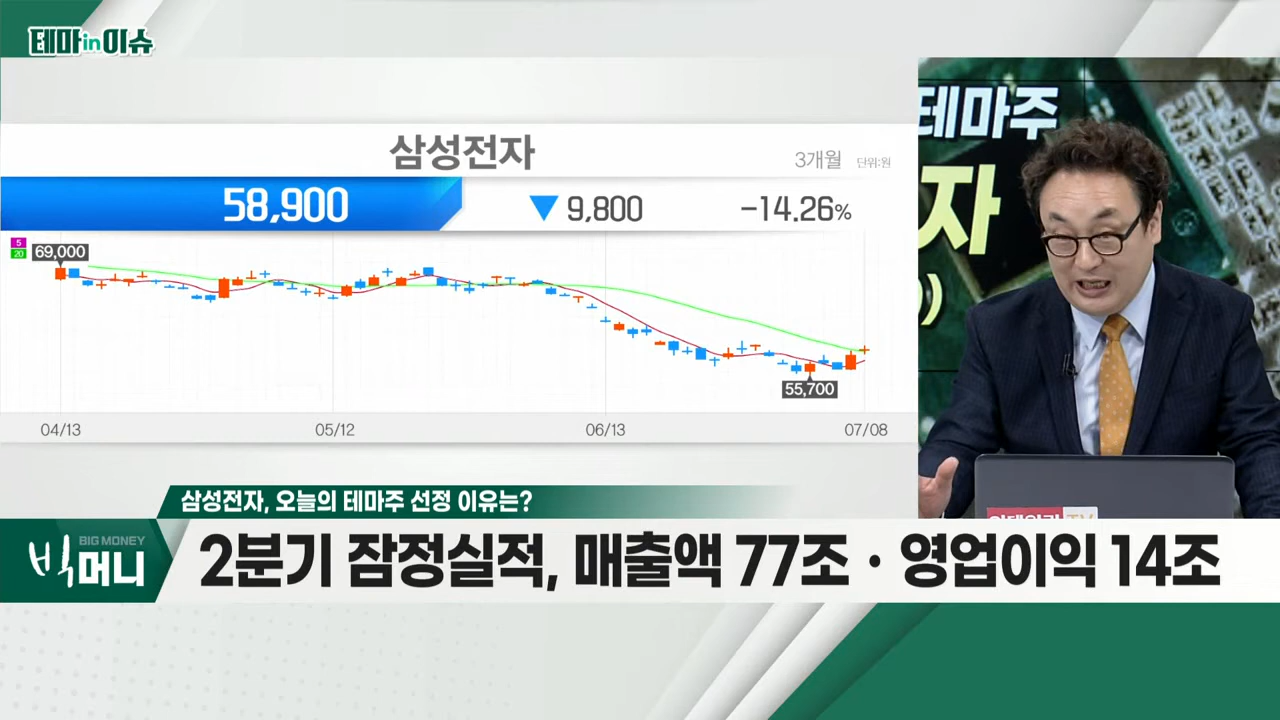 테마in이슈
삼성전자
3개월 단위:원
58,900 ▼ 9,800 -14.26%
5
20
69,000
55,700
04/13 05/12 06/13 07/08
테마주
자
)
삼성전자, 오늘의 테마주 선정 이유는?
BIG MONEY
빅머니
2분기 잠정실적, 매출액 77조 · 영업이익 14조